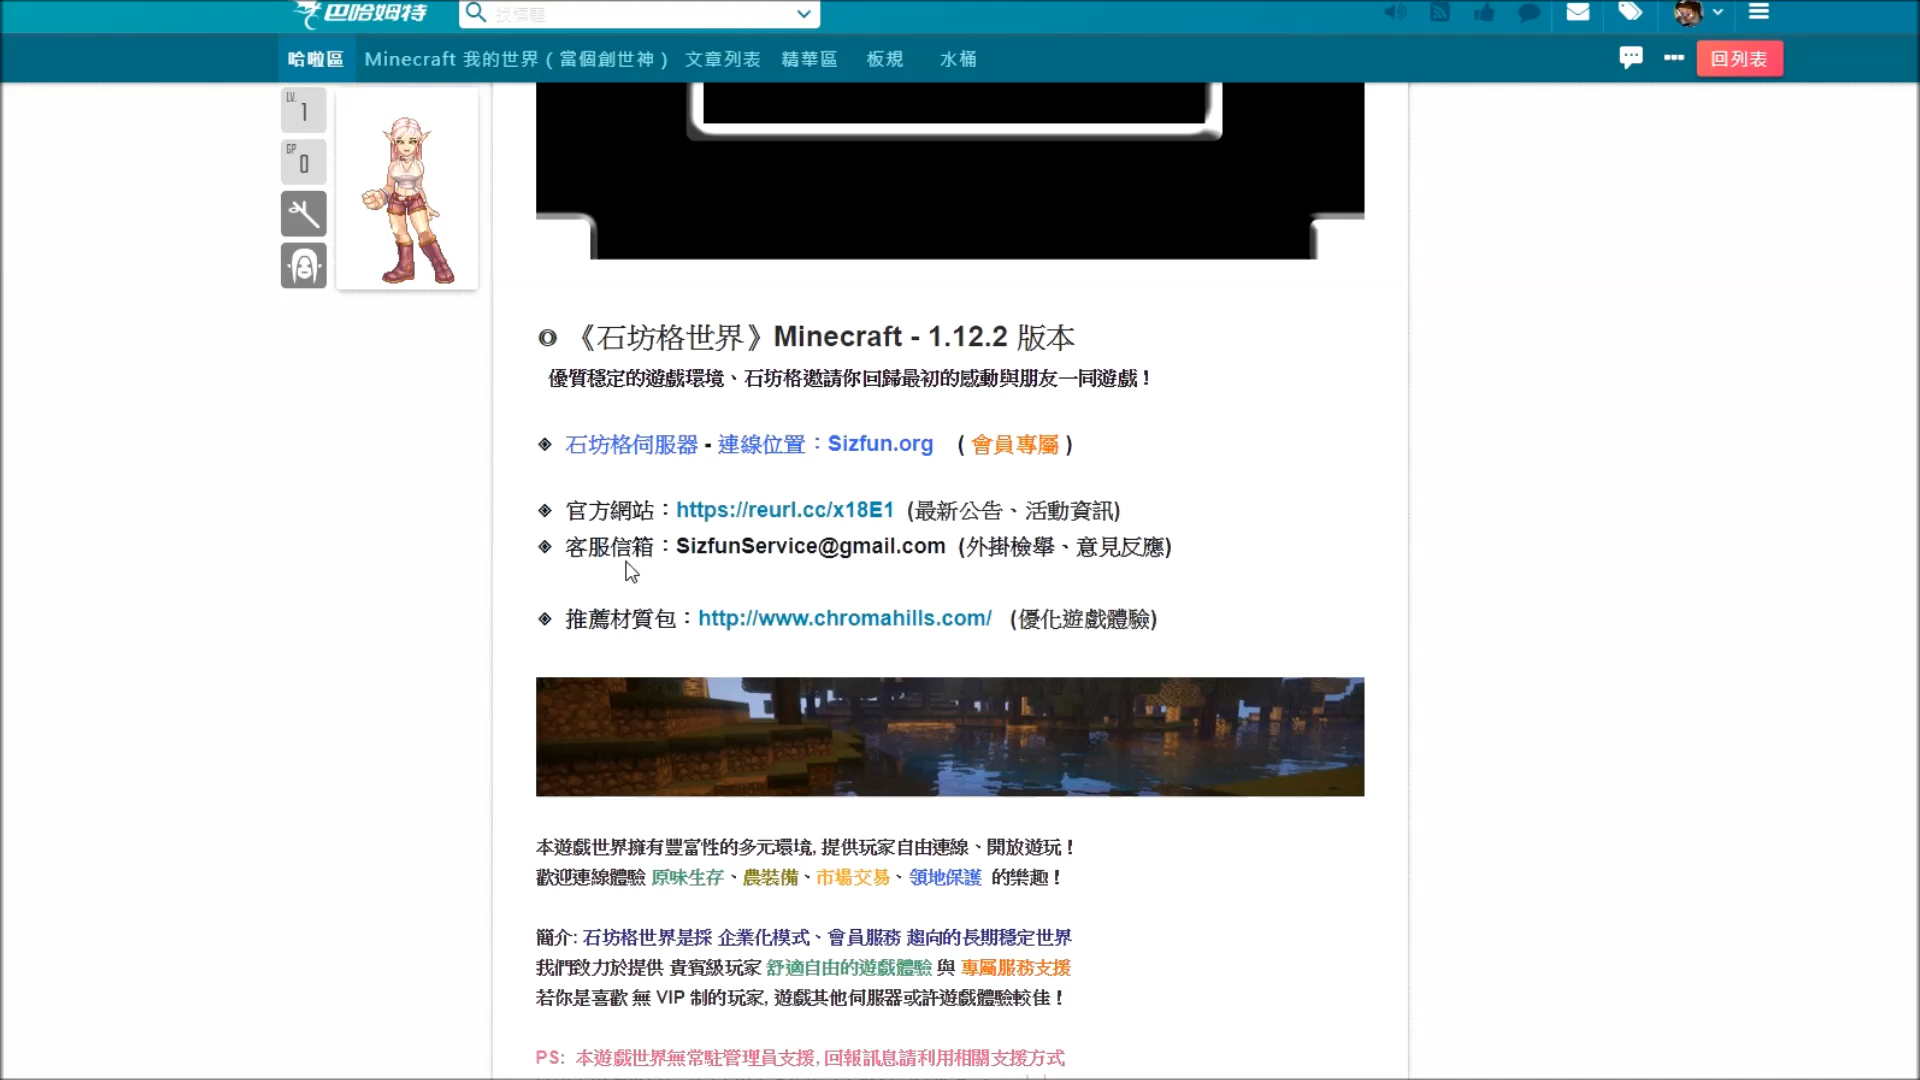 巴哈姆特
找標題
哈啦區 Minecraft 我的世界 ( 當個創世神 ) 文章列表 精華區 板規 水桶 回列表
LV. 1
GP 0
《石坊格世界》Minecraft - 1.12.2 版本
優質穩定的遊戲環境、石坊格邀請你回歸最初的感動與朋友一同遊戲！
石坊格伺服器 - 連線位置：Sizfun.org ( 會員專屬 )
官方網站：https://reurl.cc/x18E1 (最新公告、活動資訊)
客服信箱：SizfunService@gmail.com (外掛檢舉、意見反應)
推薦材質包：http://www.chromahills.com/ (優化遊戲體驗)
本遊戲世界擁有豐富性的多元環境, 提供玩家自由連線、開放遊玩！
歡迎連線體驗 原味生存、農裝備、市場交易、領地保護 的樂趣！
簡介: 石坊格世界是採 企業化模式、會員服務 趨向的長期穩定世界
我們致力於提供 貴賓級玩家 舒適自由的遊戲體驗 與 專屬服務支援
若你是喜歡 無 VIP 制的玩家, 遊戲其他伺服器或許遊戲體驗較佳！
PS: 本遊戲世界無常駐管理員支援, 回報訊息請利用相關支援方式